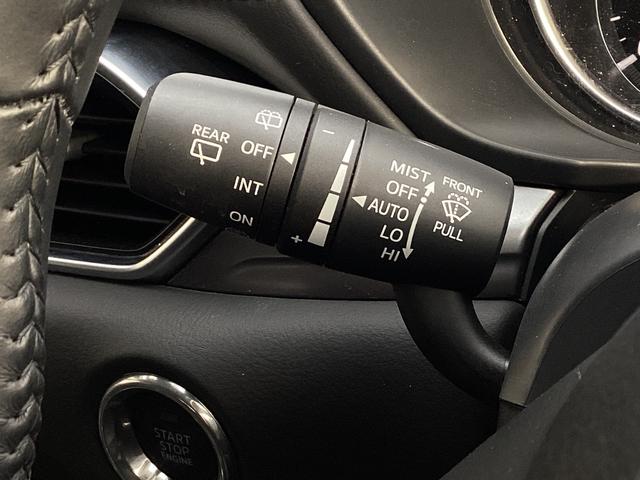 REAR
OFF
INT
ON
−
+
MIST
OFF
AUTO
LO
HI
FRONT
PULL
START
STOP
ENGINE